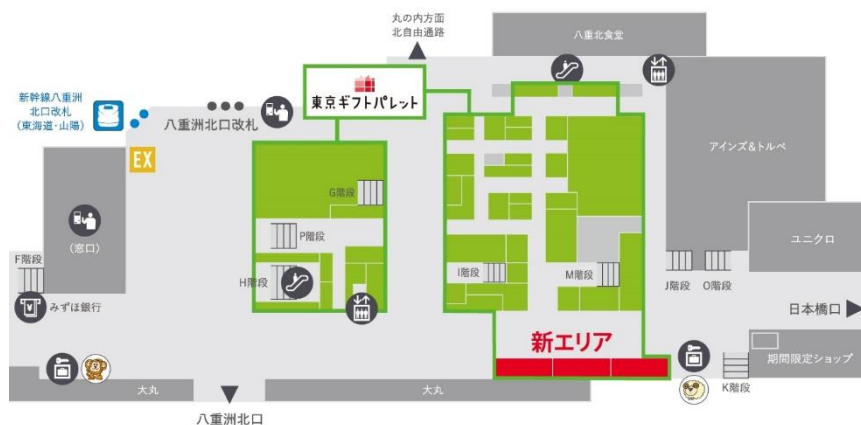 丸の内方面
北自由通路
八重北食堂
東京ギフトパレット
新幹線八重洲
北口改札
(東海道・山陽)
八重洲北口改札
EX
アインズ&トルペ
G階段
P階段
H階段
I階段
M階段
(窓口)
F階段
みずほ銀行
J階段
O階段
ユニクロ
日本橋口
新エリア
期間限定ショップ
K階段
大丸
大丸
八重洲北口